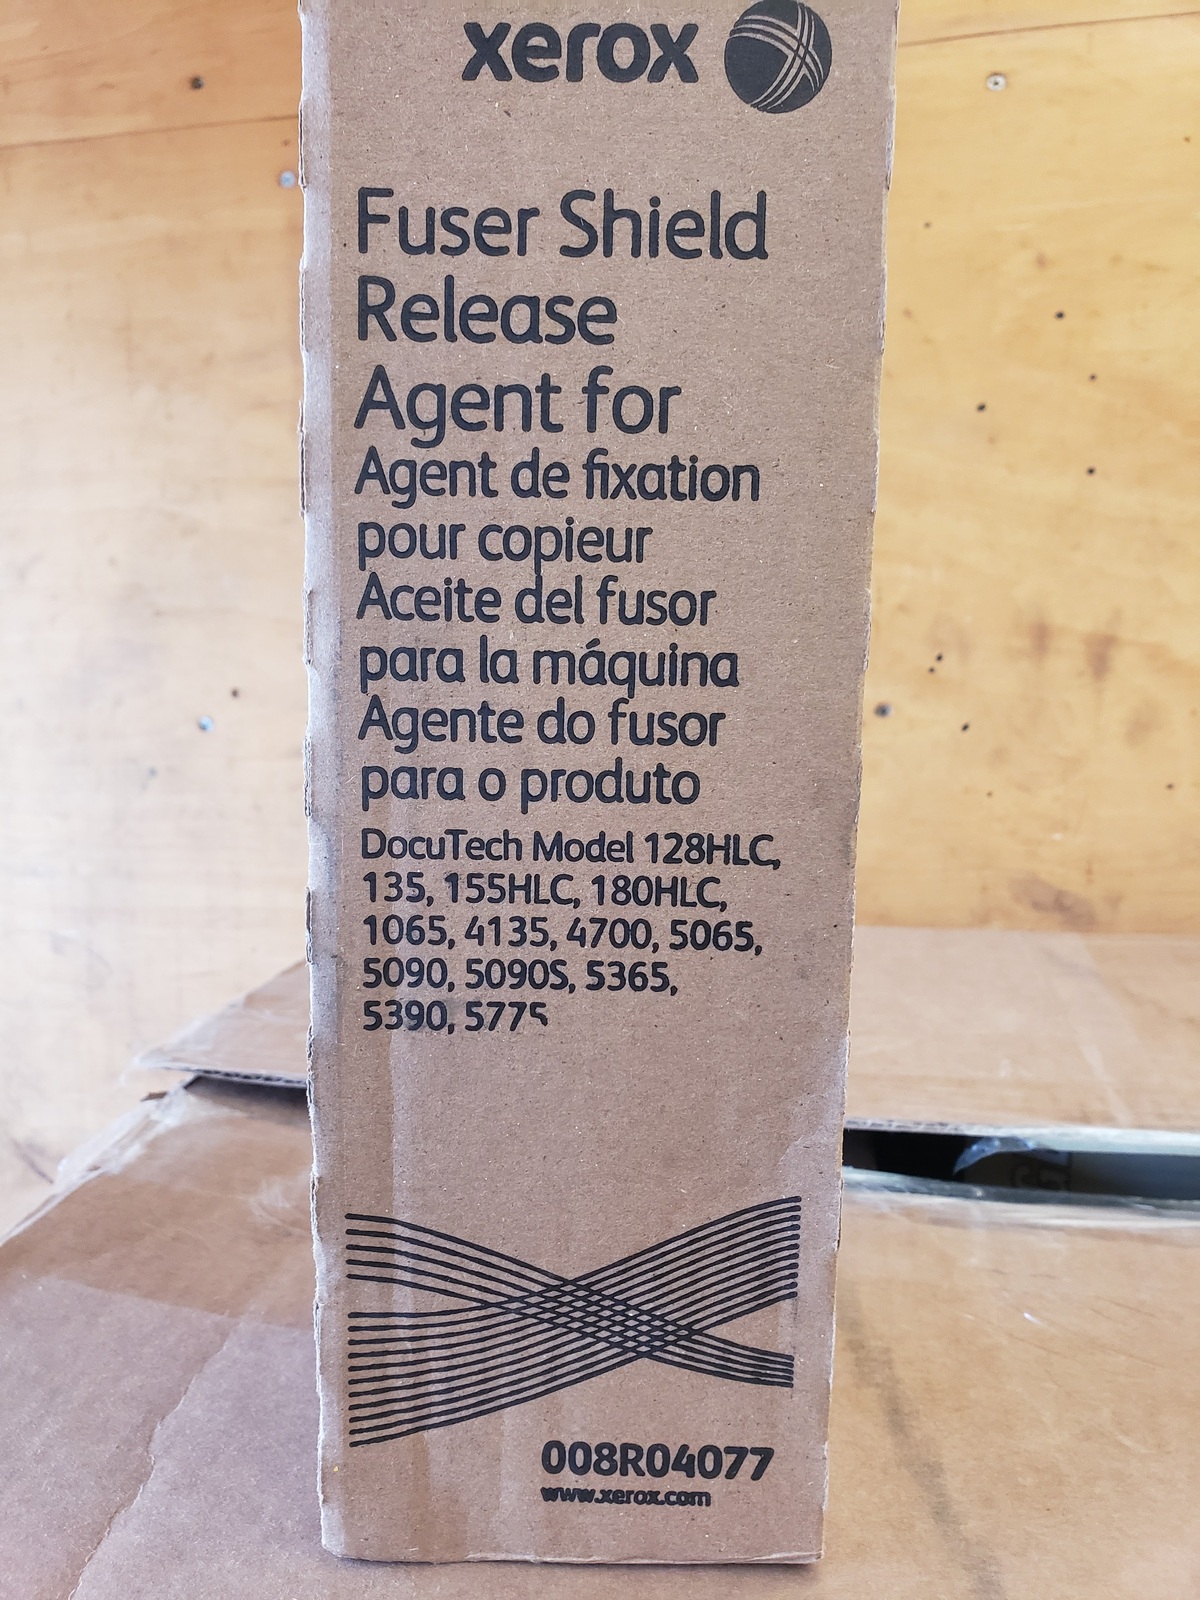 xerox
Fuser Shield
Release
Agent for
Agent de fixation
pour copieur
Aceite del fusor
para la máquina
Agente do fusor
para o produto
DocuTech Model 128HLC,
135, 155HLC, 180HLC,
1065, 4135, 4700, 5065,
5090, 5090S, 5365,
5390, 5775
008R04077
www.xerox.com